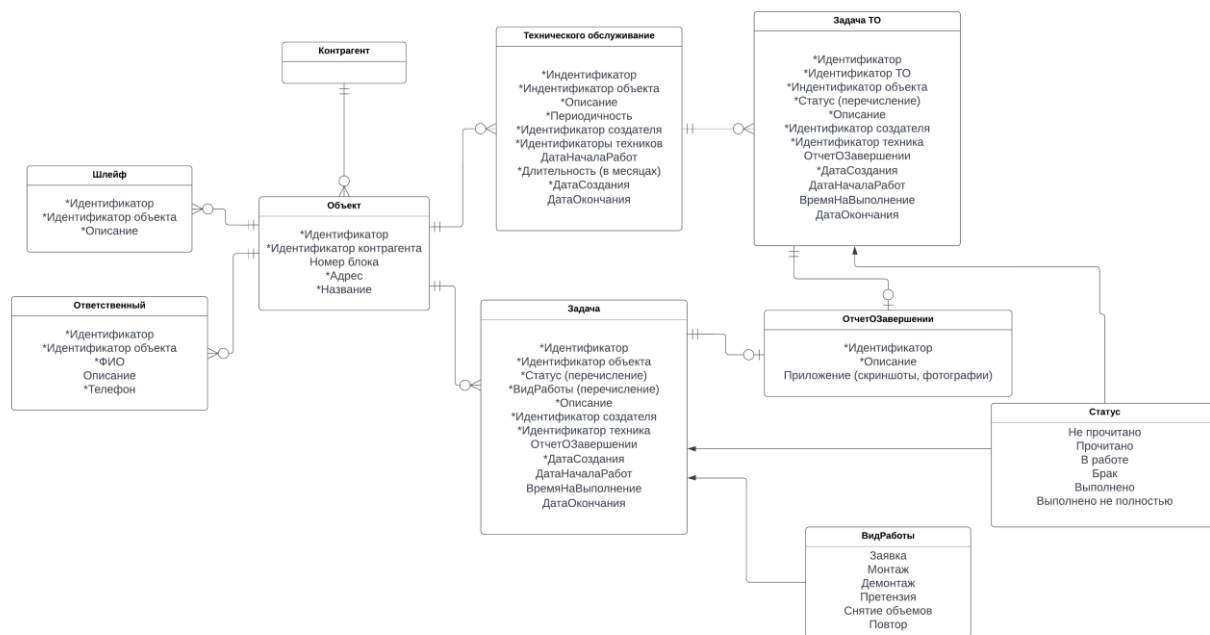 Контрагент
Технического обслуживание
*Индентификатор
*Индентификатор объекта
*Описание
*Периодичность
*Идентификатор создателя
*Идентификаторы техников
ДатаНачалаРабот
*Длительность (в месяцах)
*ДатаСоздания
ДатаОкончания
Задача ТО
*Идентификатор
*Идентификатор ТО
*Индентификатор объекта
*Статус (перечисление)
*Описание
*Идентификатор создателя
*Идентификатор техника
ОтчетОЗавершении
*ДатаСоздания
ДатаНачалаРабот
ВремяНаВыполнение
ДатаОкончания
Шлейф
*Идентификатор
*Идентификатор объекта
*Описание
Объект
*Идентификатор
*Идентификатор контрагента
Номер блока
*Адрес
*Название
Ответственный
*Идентификатор
*Идентификатор объекта
*ФИО
Описание
*Телефон
Задача
*Идентификатор
*Идентификатор объекта
*Статус (перечисление)
*ВидРаботы (перечисление)
*Описание
*Идентификатор создателя
*Идентификатор техника
ОтчетОЗавершении
*ДатаСоздания
ДатаНачалаРабот
ВремяНаВыполнение
ДатаОкончания
ОтчетОЗавершении
*Идентификатор
*Описание
Приложение (скриншоты, фотографии)
Статус
Не прочитано
Прочитано
В работе
Брак
Выполнено
Выполнено не полностью
ВидРаботы
Заявка
Монтаж
Демонтаж
Претензия
Снятие объемов
Повтор